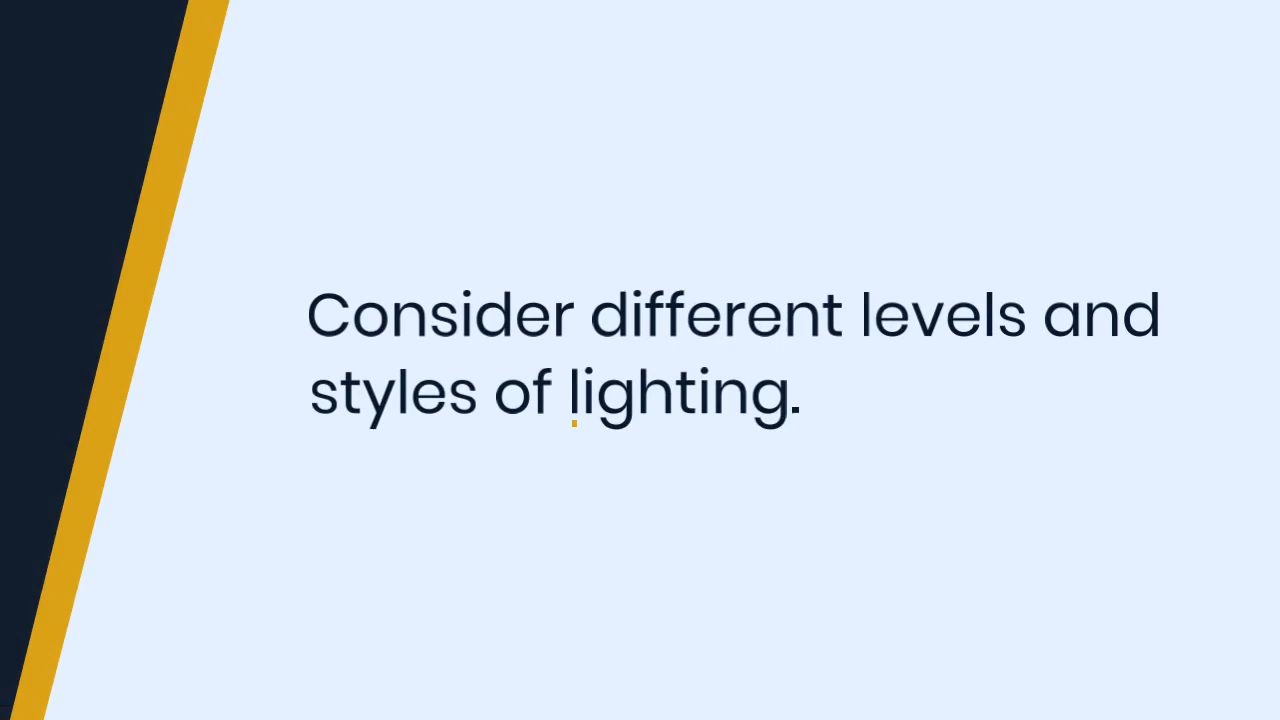 Consider different levels and
styles of lighting.